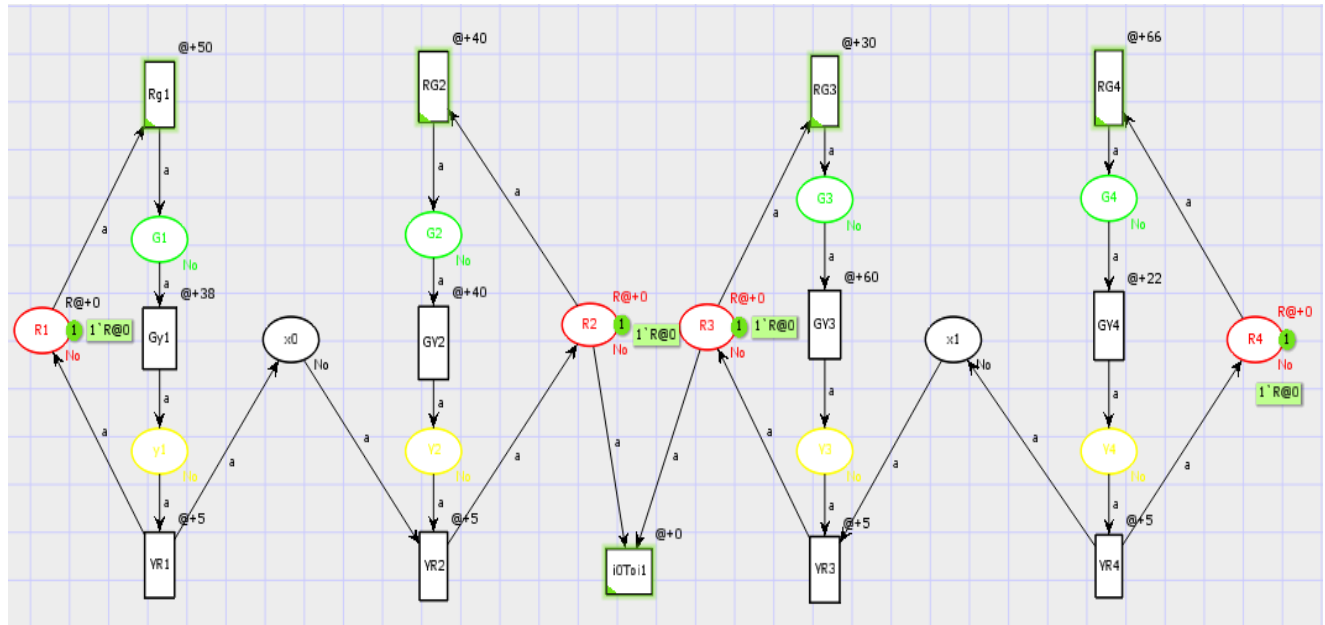 @+50
Rg1
a
a
G1
No
a
@+38
Gy1
R@+0
R1
1
1`R@0
No
a
y1
No
a
a
a
@+5
YR1
x0
No
a
@+40
RG2
a
a
G2
No
a
@+40
GY2
a
Y2
No
a
a
@+5
YR2
R@+0
R2
1
1`R@0
No
a
a
@+0
i0Toi1
R@+0
R3
1
1`R@0
No
@+30
RG3
a
a
G3
No
a
@+60
GY3
a
Y3
No
a
a
@+5
YR3
x1
No
a
@+66
RG4
a
a
G4
No
a
@+22
GY4
a
Y4
No
a
a
a
@+5
YR4
R@+0
R4
1
No
1`R@0